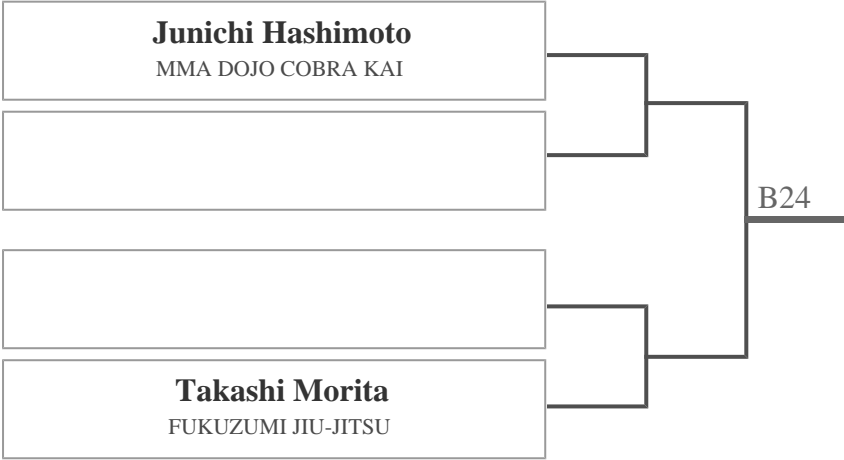 Junichi Hashimoto
MMA DOJO COBRA KAI
B24
Takashi Morita
FUKUZUMI JIU-JITSU